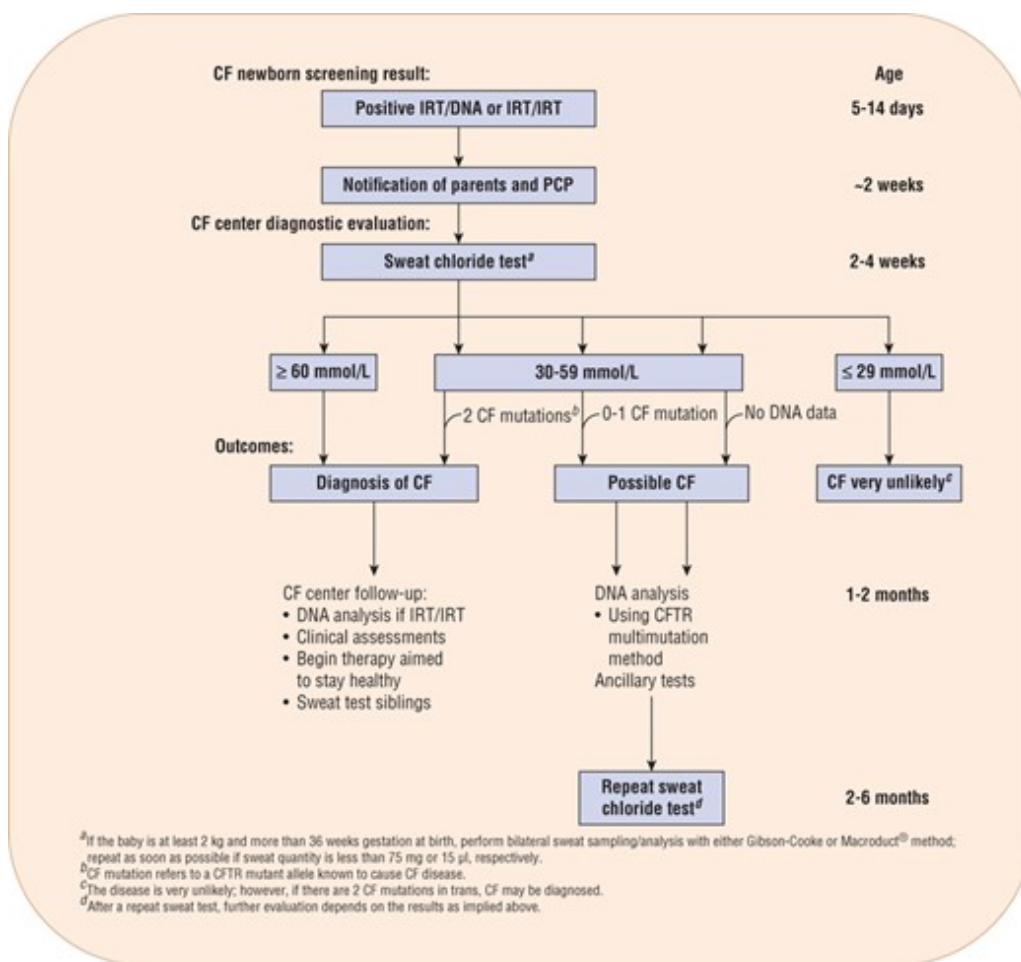 CF newborn screening result: Age
Positive IRT/DNA or IRT/IRT 5-14 days
Notification of parents and PCP ~2 weeks
CF center diagnostic evaluation:
Sweat chloride testᵃ 2-4 weeks
≥ 60 mmol/L 30-59 mmol/L ≤ 29 mmol/L
2 CF mutationsᵇ 0-1 CF mutation No DNA data
Outcomes:
Diagnosis of CF Possible CF CF very unlikelyᶜ
CF center follow-up:
• DNA analysis if IRT/IRT
• Clinical assessments
• Begin therapy aimed
to stay healthy
• Sweat test siblings
DNA analysis
• Using CFTR
multimutation
method
Ancillary tests
1-2 months
Repeat sweat
chloride testᵈ
2-6 months
ᵃIf the baby is at least 2 kg and more than 36 weeks gestation at birth, perform bilateral sweat sampling/analysis with either Gibson-Cooke or Macroduct® method;
repeat as soon as possible if sweat quantity is less than 75 mg or 15 µl, respectively.
ᵇCF mutation refers to a CFTR mutant allele known to cause CF disease.
ᶜThe disease is very unlikely; however, if there are 2 CF mutations in trans, CF may be diagnosed.
ᵈAfter a repeat sweat test, further evaluation depends on the results as implied above.